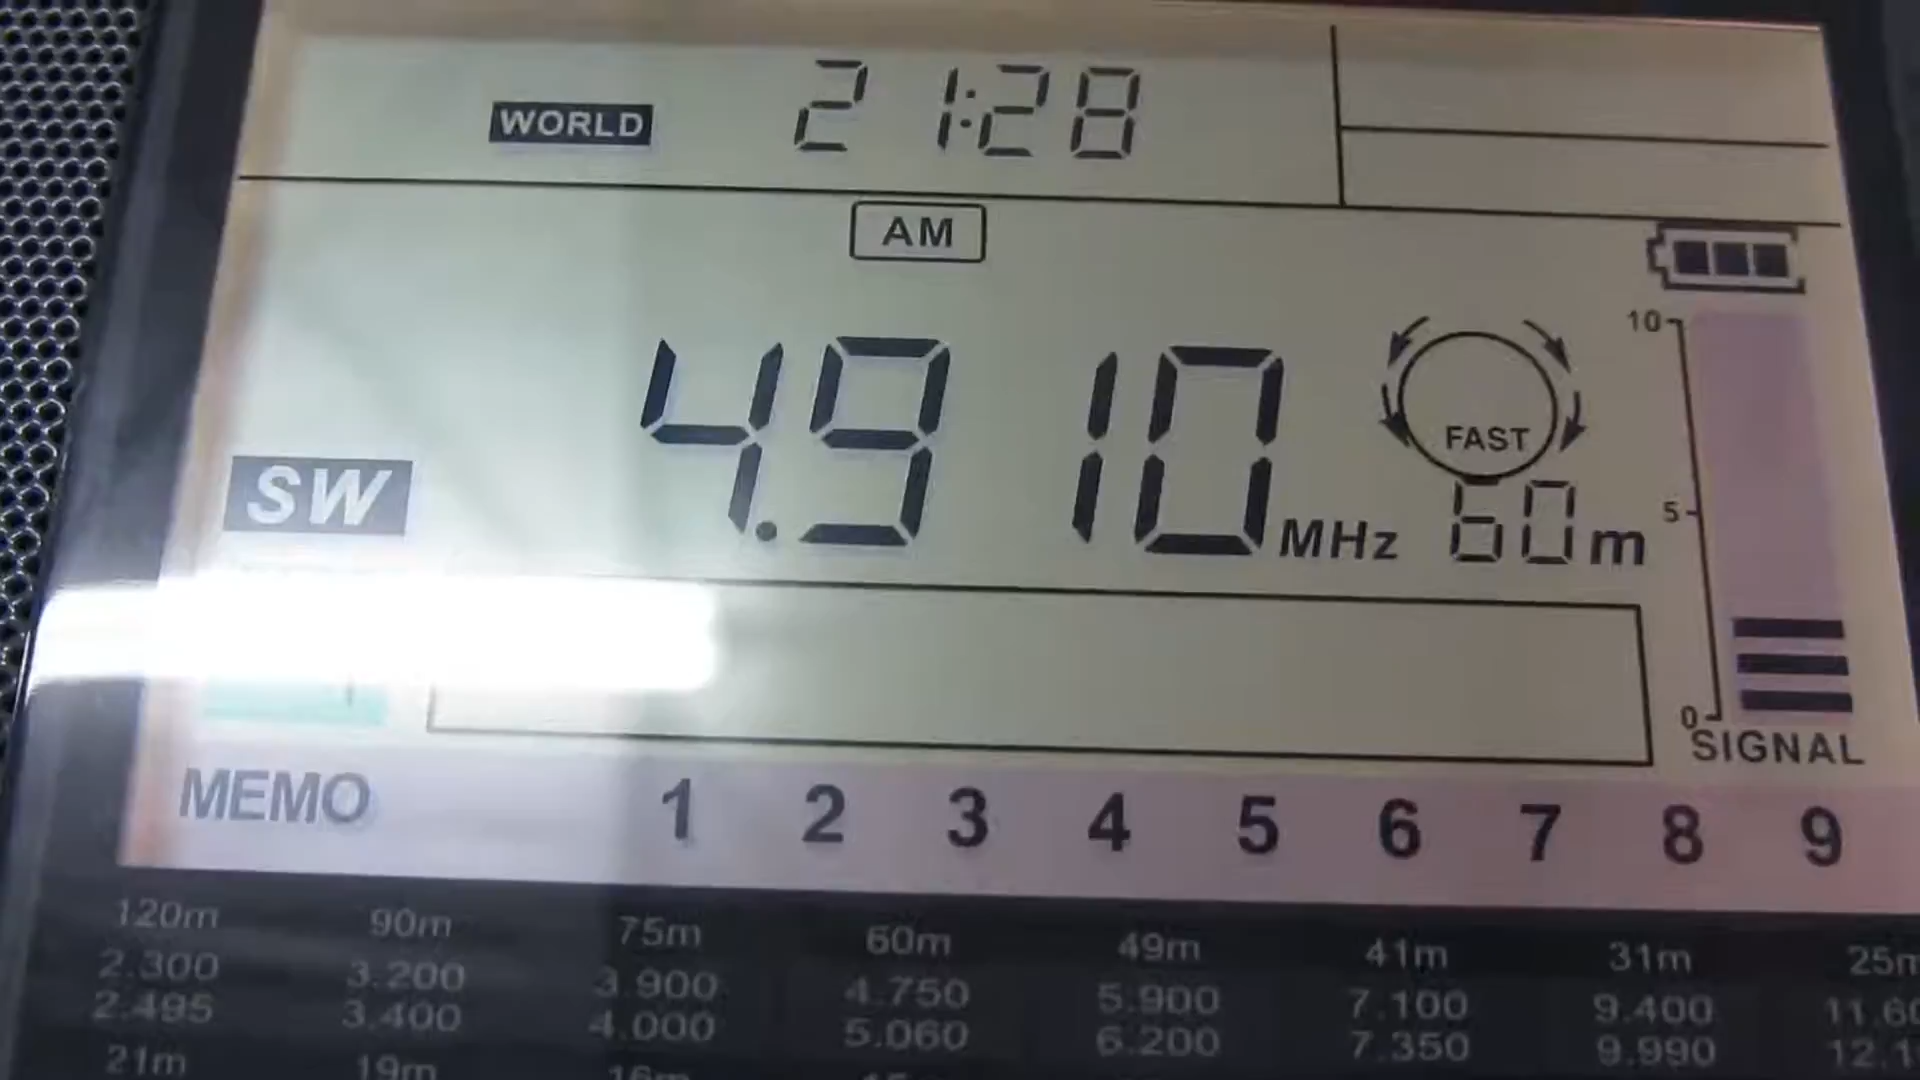 WORLD 21:28
AM
10
FAST
SW 4.910 MHz 60 m
5
0
SIGNAL
MEMO 1 2 3 4 5 6 7 8 9
120m 90m 75m 60m 49m 41m 31m 25m
2.300 3.200 3.900 4.750 5.900 7.100 9.400
2.495 3.400 4.000 5.060 6.200 7.350 9.990
21m 19m 16m